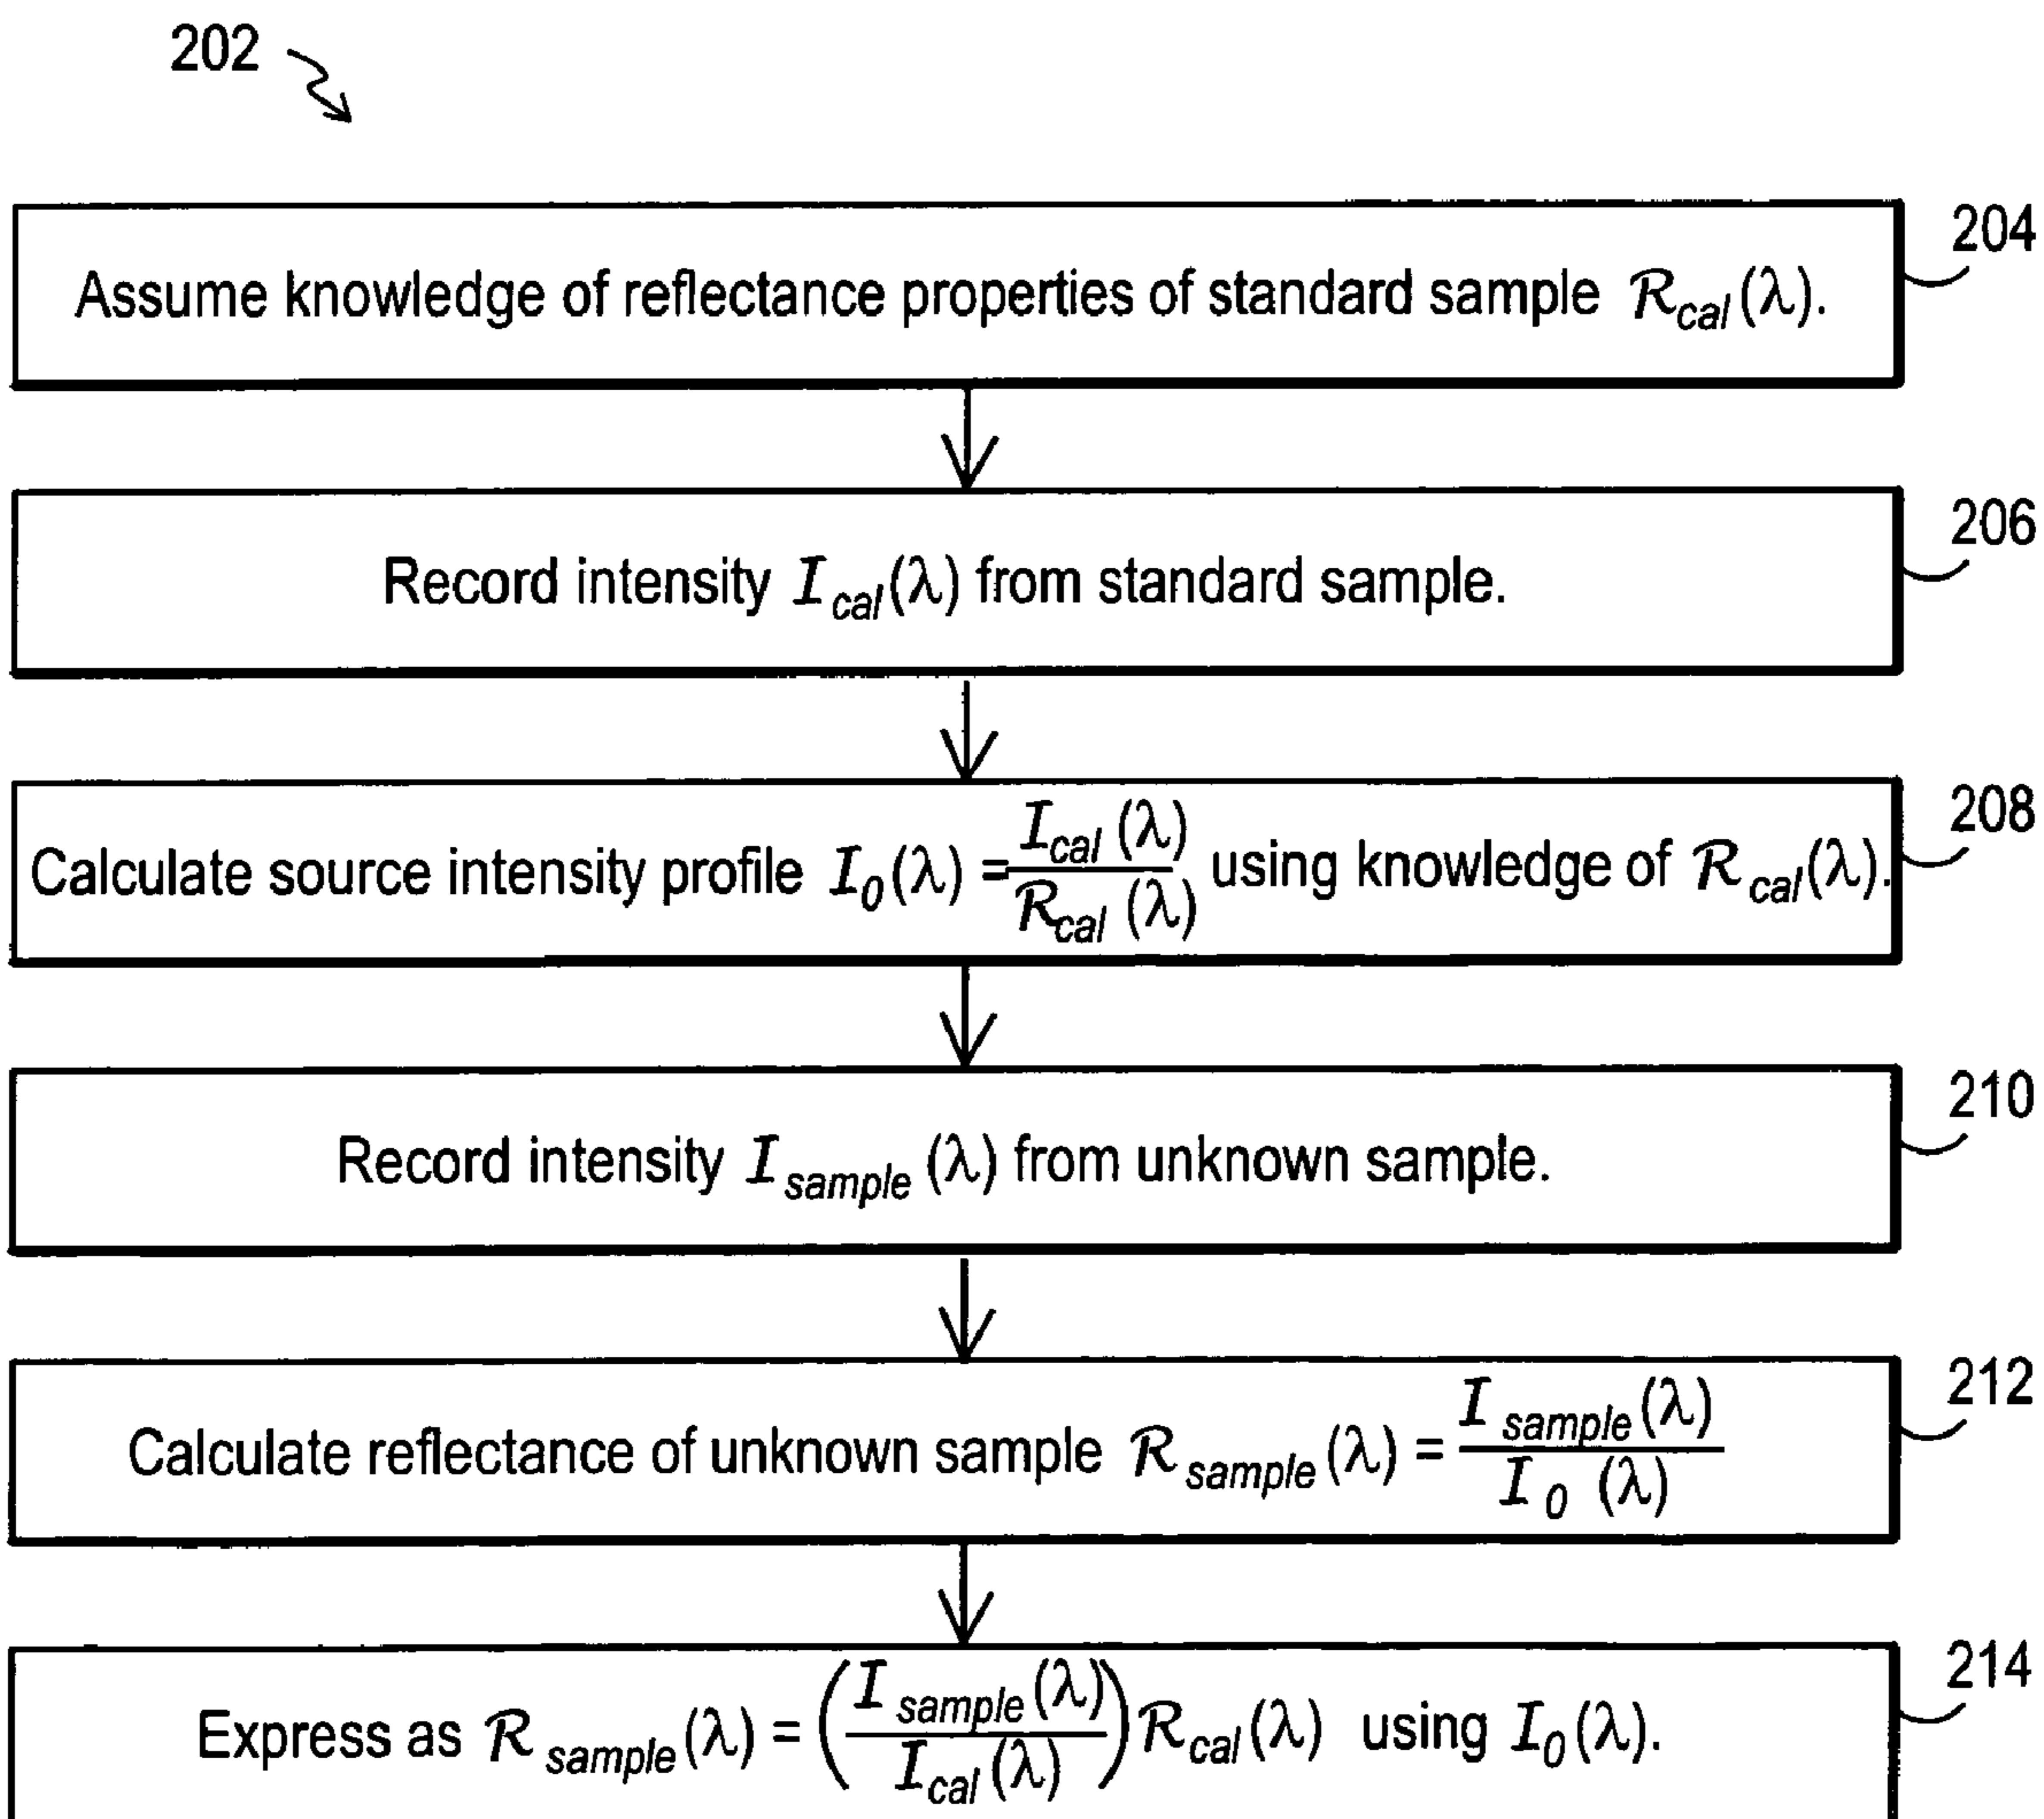 202
204
Assume knowledge of reflectance properties of standard sample ℛcal(λ).
206
Record intensity Ical(λ) from standard sample.
208
Calculate source intensity profile I0(λ) = Ical(λ)/ℛcal(λ) using knowledge of ℛcal(λ).
210
Record intensity Isample(λ) from unknown sample.
212
Calculate reflectance of unknown sample ℛsample(λ) = Isample(λ)/I0(λ)
214
Express as ℛsample(λ) = (Isample(λ)/Ical(λ))ℛcal(λ) using I0(λ).